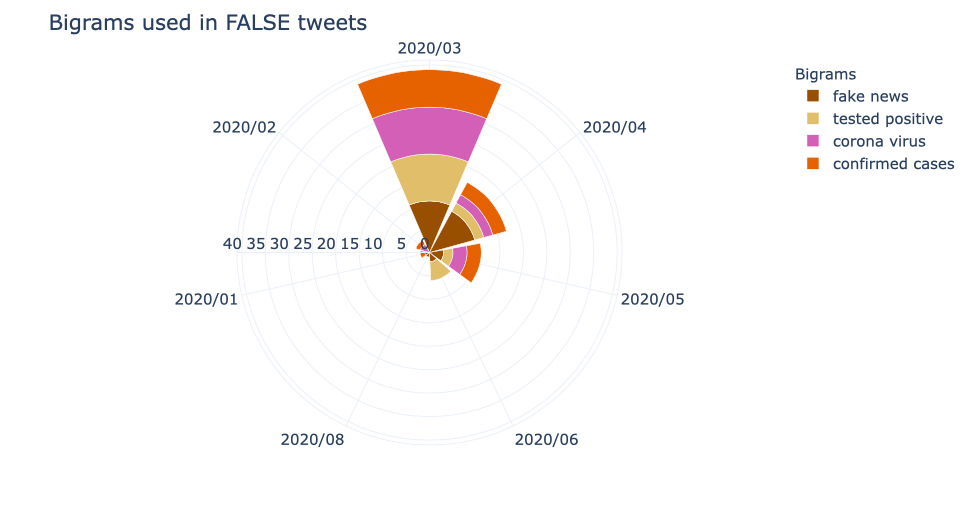 Bigrams used in FALSE tweets
2020/03
2020/02
2020/04
40 35 30 25 20 15 10 5 0
2020/01
2020/05
2020/08
2020/06
Bigrams
fake news
tested positive
corona virus
confirmed cases